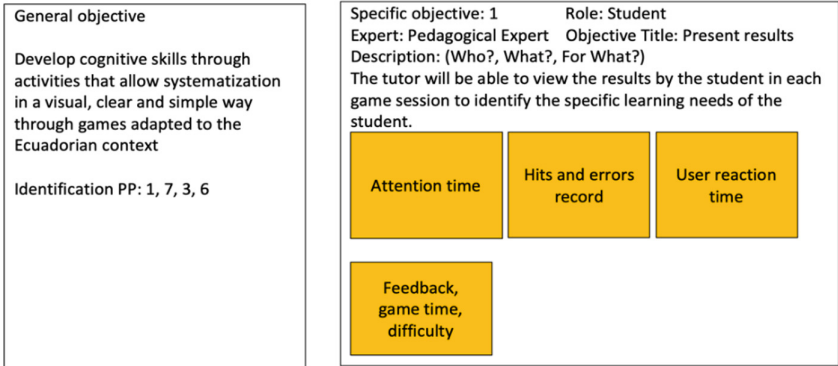 General objective
Develop cognitive skills through
activities that allow systematization
in a visual, clear and simple way
through games adapted to the
Ecuadorian context
Identification PP: 1, 7, 3, 6
Specific objective: 1 Role: Student
Expert: Pedagogical Expert Objective Title: Present results
Description: (Who?, What?, For What?)
The tutor will be able to view the results by the student in each
game session to identify the specific learning needs of the
student.
Attention time
Hits and errors
record
User reaction
time
Feedback,
game time,
difficulty